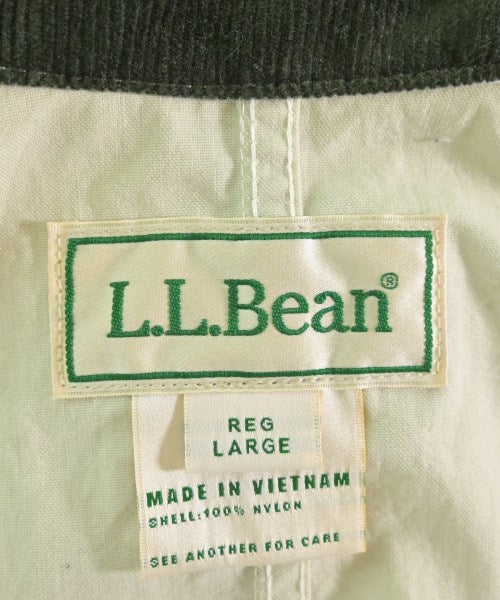 L.L.Bean®
REG
LARGE
MADE IN VIETNAM
SHELL:100% NYLON
SEE ANOTHER FOR CARE